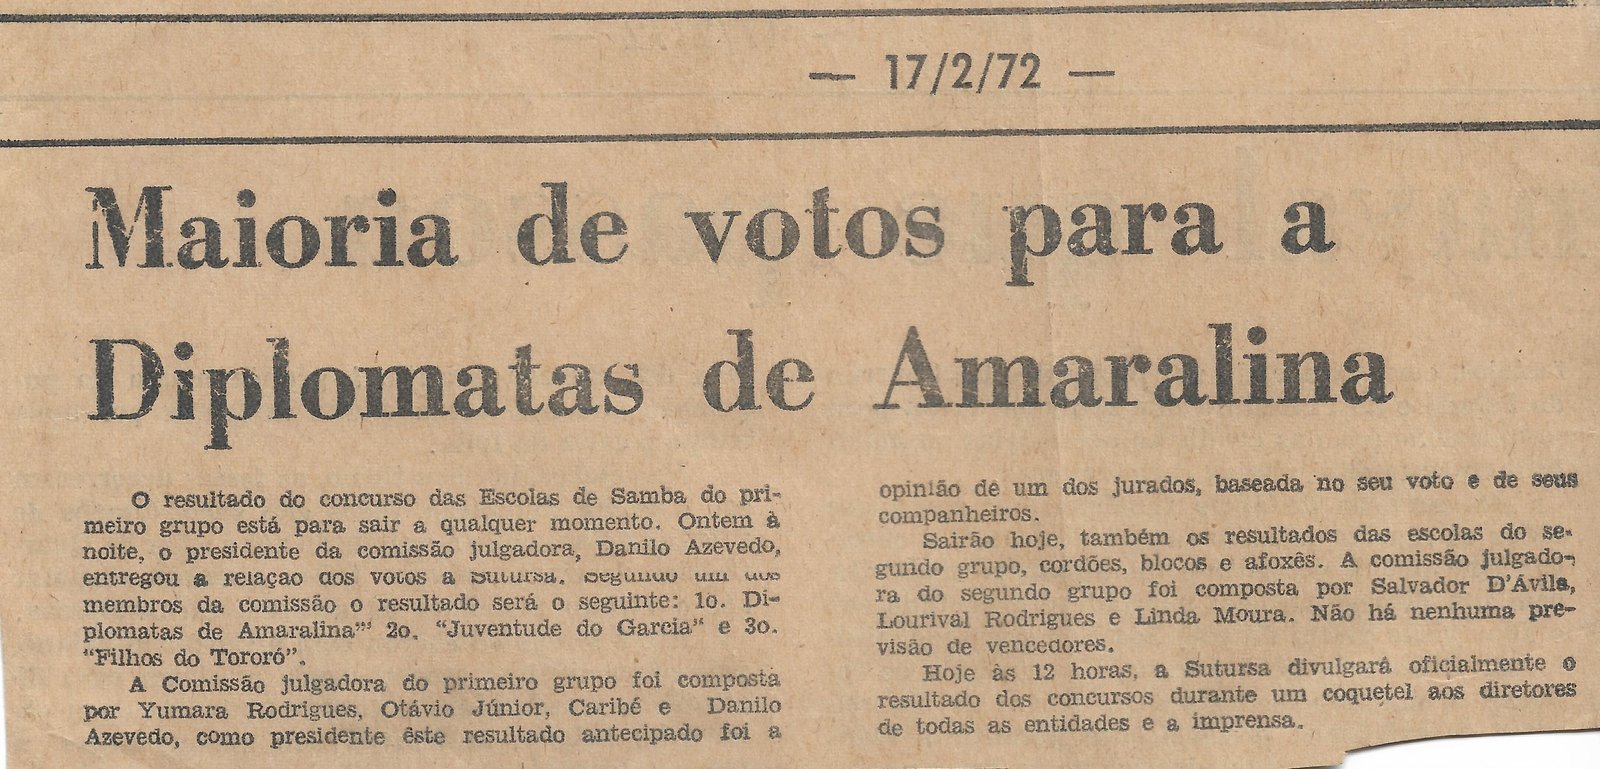 — 17/2/72 —
Maioria de votos para a
Diplomatas de Amaralina
O resultado do concurso das Escolas de Samba do pri-
meiro grupo está para sair a qualquer momento. Ontem à
noite, o presidente da comissão julgadora, Danilo Azevedo,
entregou a relação dos votos a Sutursa. Segundo um dos
membros da comissão o resultado será o seguinte: 1o. Di-
plomatas de Amaralina"' 2o. "Juventude do Garcia" e 3o.
"Filhos do Tororó".
A Comissão julgadora do primeiro grupo foi composta
por Yumara Rodrigues, Otávio Júnior, Caribé e Danilo
Azevedo, como presidente êste resultado antecipado foi a
opinião de um dos jurados, baseada no seu voto e de seus
companheiros.
Sairão hoje, também os resultados das escolas do se-
gundo grupo, cordões, blocos e afoxês. A comissão julgado-
ra do segundo grupo foi composta por Salvador D'Ávila,
Lourival Rodrigues e Linda Moura. Não há nenhuma pre-
visão de vencedores.
Hoje às 12 horas, a Sutursa divulgará oficialmente o
resultado dos concursos durante um coquetel aos diretores
de todas as entidades e a imprensa.